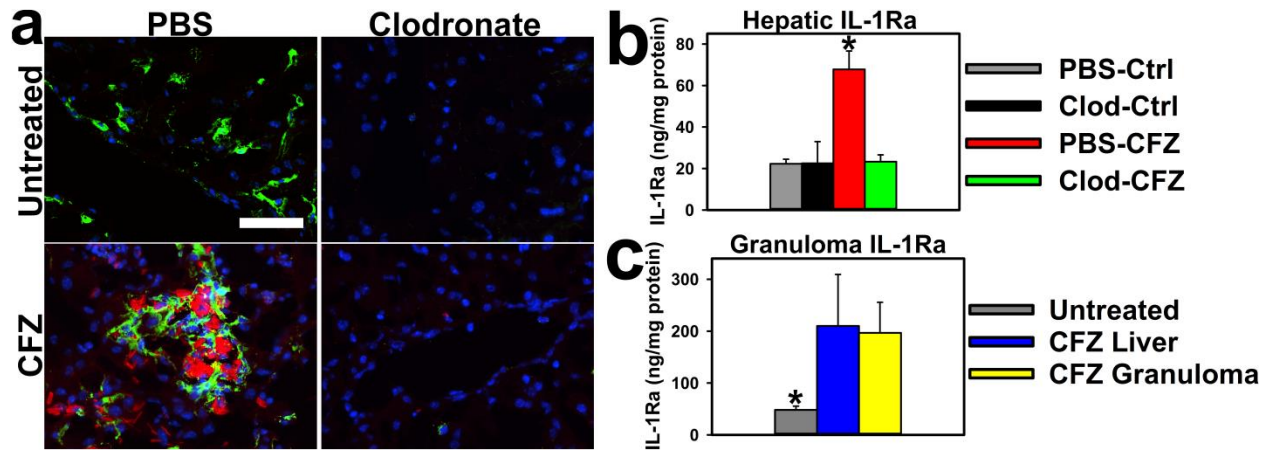 a
PBS
Clodronate
Untreated
CFZ
b
Hepatic IL-1Ra
IL-1Ra (ng/mg protein)
80
60
40
20
0
*
PBS-Ctrl
Clod-Ctrl
PBS-CFZ
Clod-CFZ
c
Granuloma IL-1Ra
IL-1Ra (ng/mg protein)
300
200
100
0
*
Untreated
CFZ Liver
CFZ Granuloma